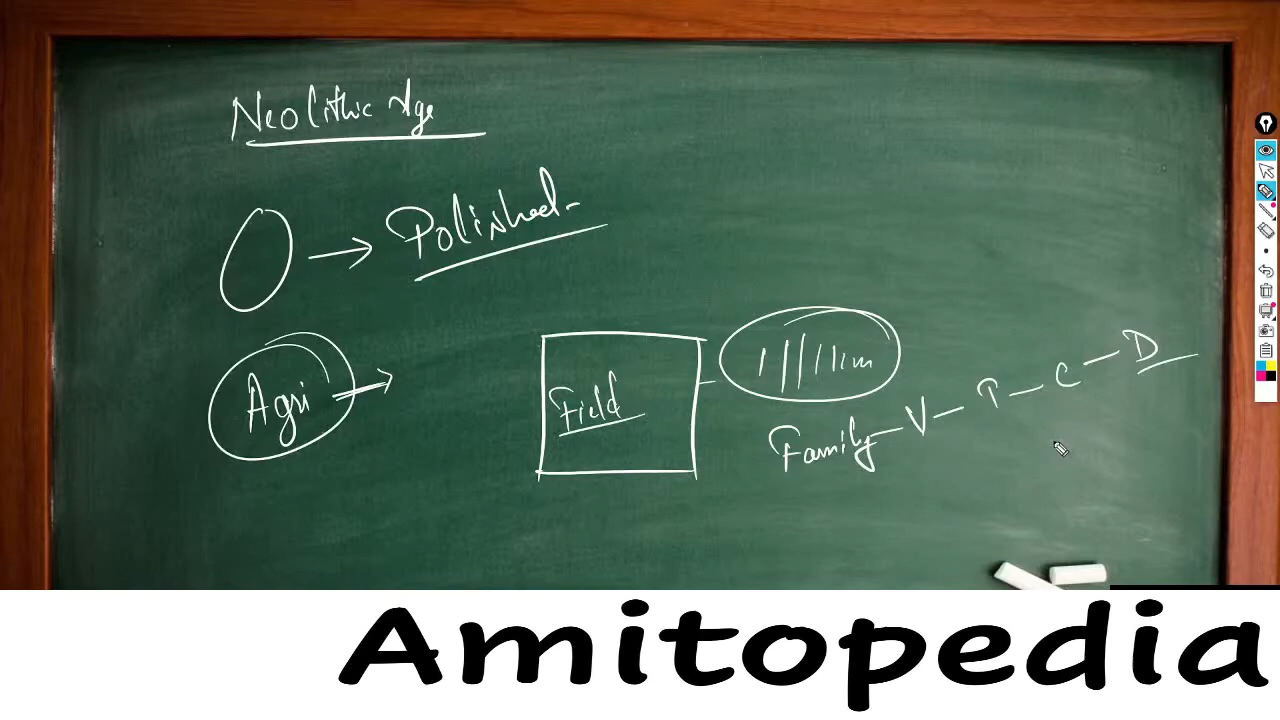 Neolithic Age
Polished
Agri
Field
Family – V – T – C – D
Amitopedia